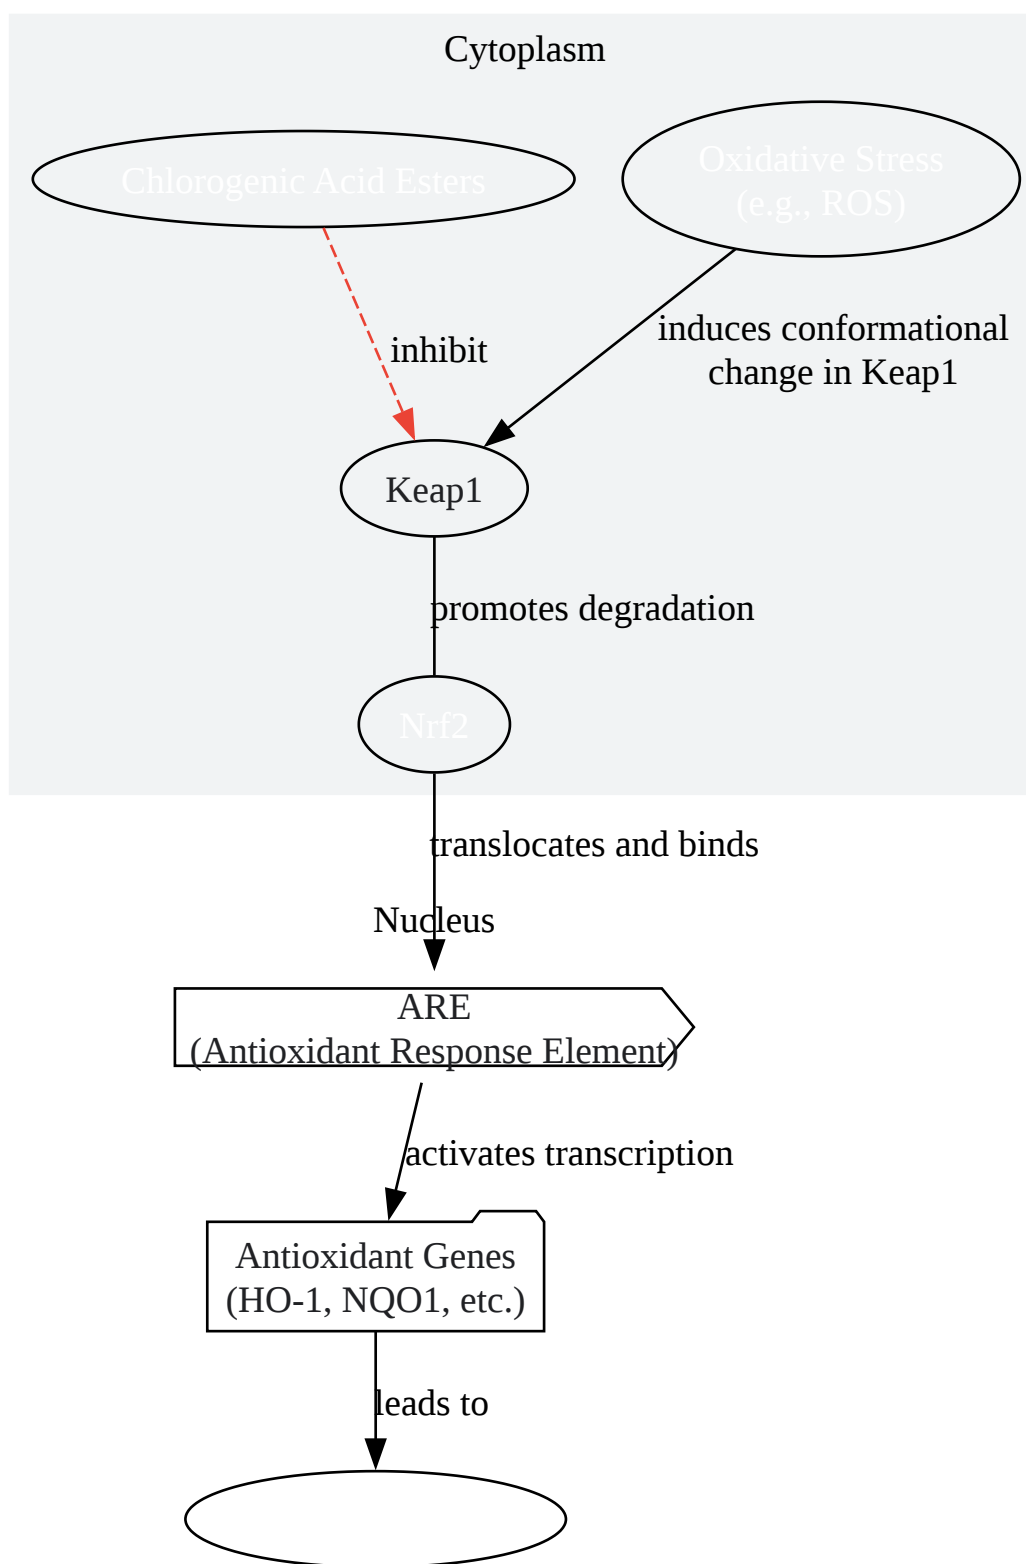 Cytoplasm
Chlorogenic Acid Esters
Oxidative Stress
(e.g., ROS)
inhibit
induces conformational
change in Keap1
Keap1
promotes degradation
Nrf2
translocates and binds
Nucleus
ARE
(Antioxidant Response Element)
activates transcription
Antioxidant Genes
(HO-1, NQO1, etc.)
leads to